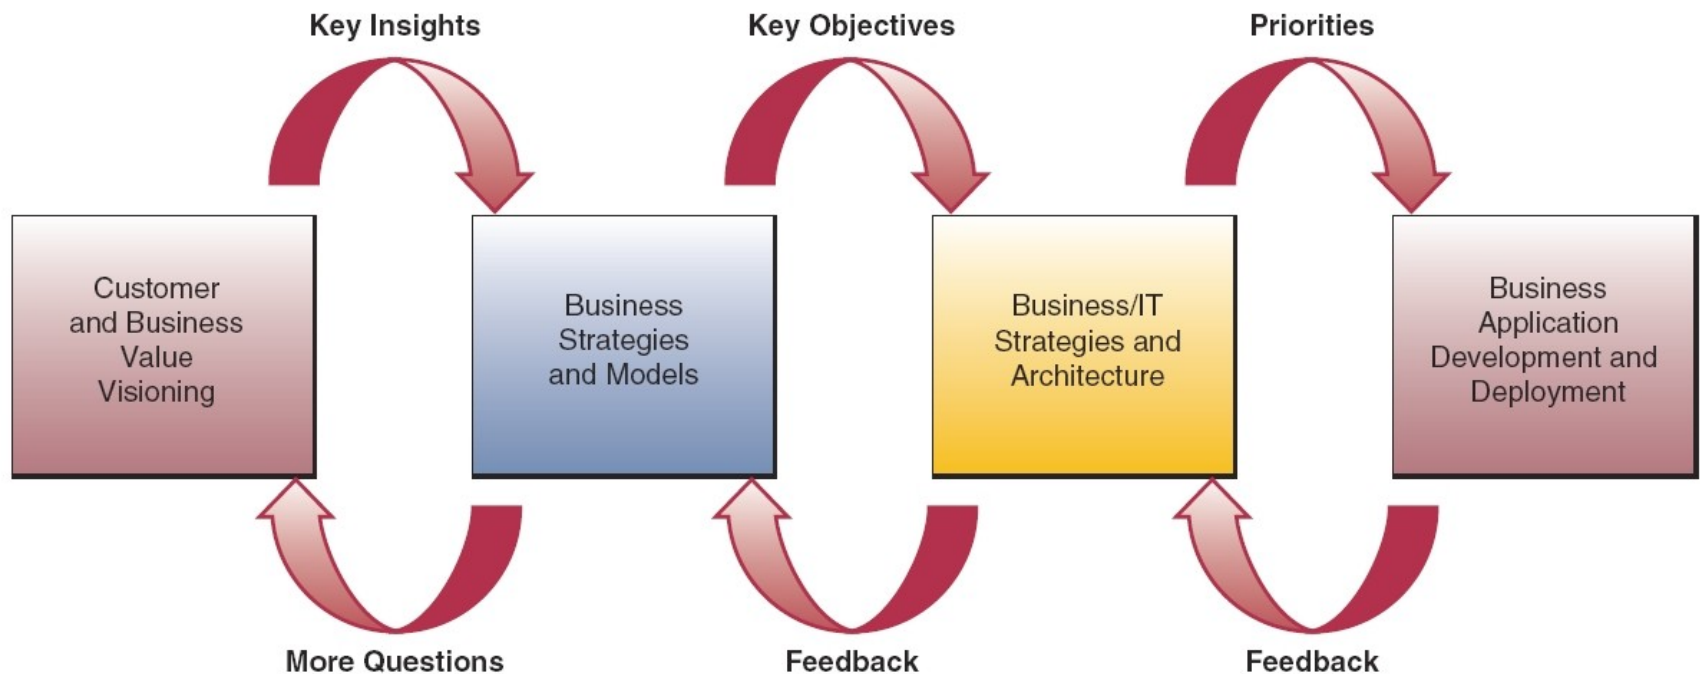 Key Insights
Key Objectives
Priorities
Customer
and Business
Value
Visioning
Business
Strategies
and Models
Business/IT
Strategies and
Architecture
Business
Application
Development and
Deployment
More Questions
Feedback
Feedback